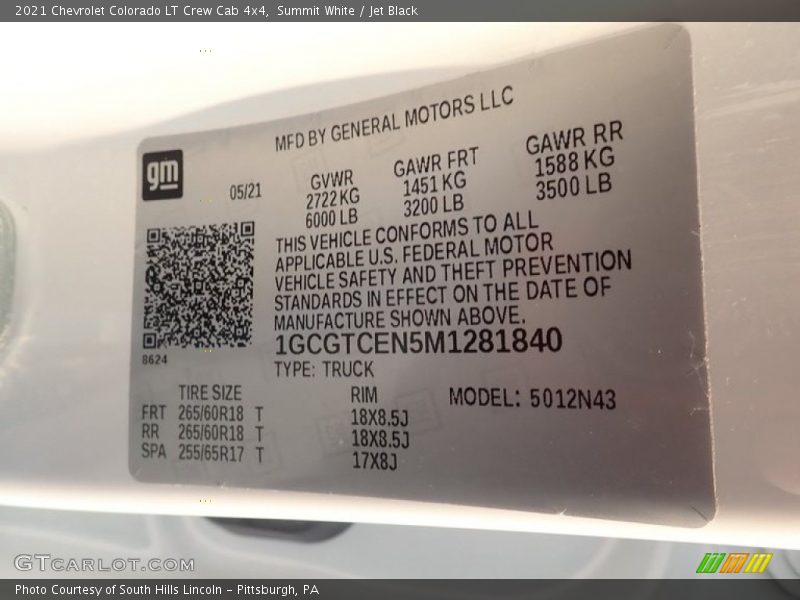 2021 Chevrolet Colorado LT Crew Cab 4x4, Summit White / Jet Black
MFD BY GENERAL MOTORS LLC
gm
05/21
GVWR
2722 KG
6000 LB
GAWR FRT
1451 KG
3200 LB
GAWR RR
1588 KG
3500 LB
THIS VEHICLE CONFORMS TO ALL
APPLICABLE U.S. FEDERAL MOTOR
VEHICLE SAFETY AND THEFT PREVENTION
STANDARDS IN EFFECT ON THE DATE OF
MANUFACTURE SHOWN ABOVE.
8624
1GCGTCEN5M1281840
TYPE: TRUCK
TIRE SIZE RIM MODEL: 5012N43
FRT 265/60R18 T 18X8.5J
RR 265/60R18 T 18X8.5J
SPA 255/65R17 T 17X8J
GTCARLOT.COM
Photo Courtesy of South Hills Lincoln - Pittsburgh, PA